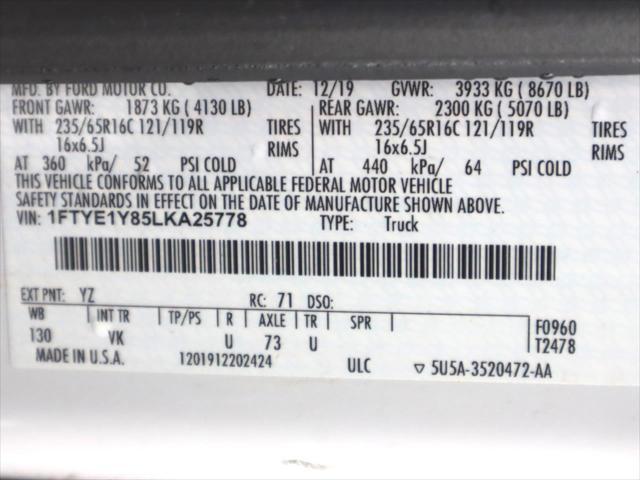 MFD. BY FORD MOTOR CO. DATE: 12/19 GVWR: 3933 KG ( 8670 LB)
FRONT GAWR: 1873 KG ( 4130 LB) REAR GAWR: 2300 KG ( 5070 LB)
WITH 235/65R16C 121/119R TIRES WITH 235/65R16C 121/119R TIRES
16x6.5J RIMS 16x6.5J RIMS
AT 360 kPa/ 52 PSI COLD AT 440 kPa/ 64 PSI COLD
THIS VEHICLE CONFORMS TO ALL APPLICABLE FEDERAL MOTOR VEHICLE
SAFETY STANDARDS IN EFFECT ON THE DATE OF MANUFACTURE SHOWN ABOVE.
VIN: 1FTYE1Y85LKA25778 TYPE: Truck
EXT PNT: YZ RC: 71 DSO:
WB INT TR TP/PS R AXLE TR SPR F0960
130 VK U 73 U T2478
MADE IN U.S.A. 1201912202424 ULC ▽ 5U5A-3520472-AA